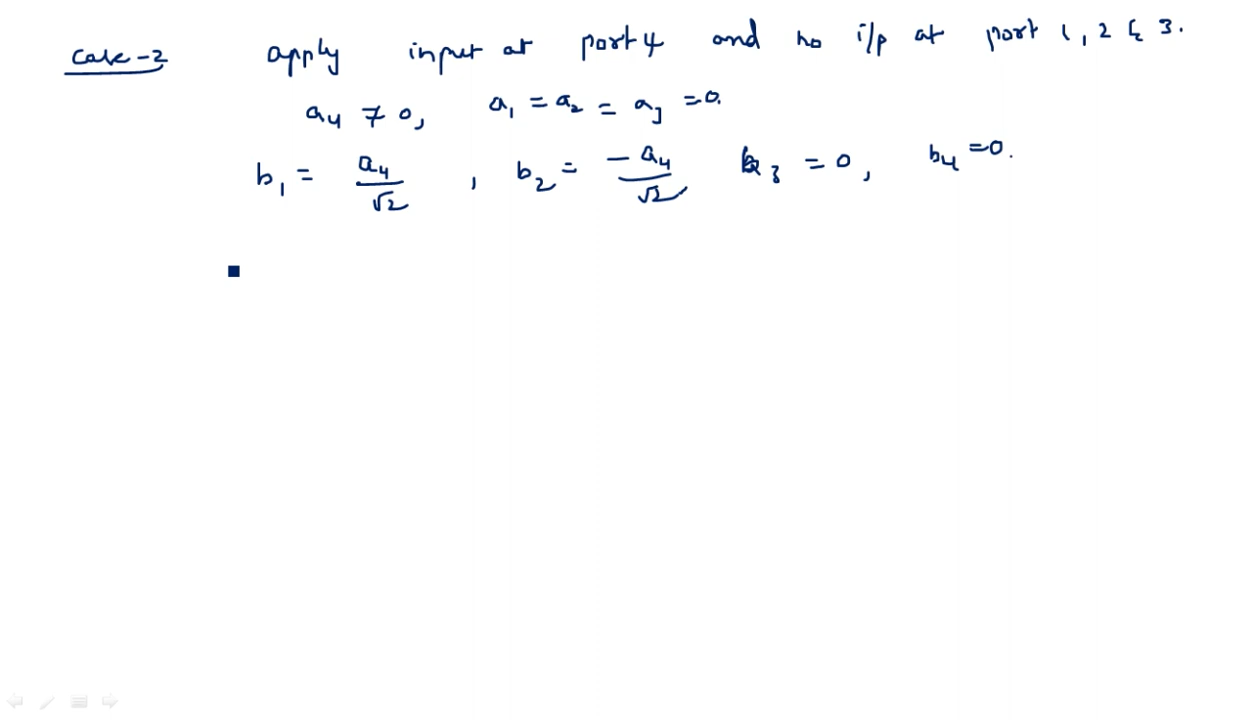 Case-2 apply input at port 4 and no i/p at port 1, 2 & 3.
a₄ ≠ 0, a₁ = a₂ = a₃ = 0.
b₁ = a₄/√2 , b₂ = -a₄/√2 b₃ = 0, b₄ = 0.